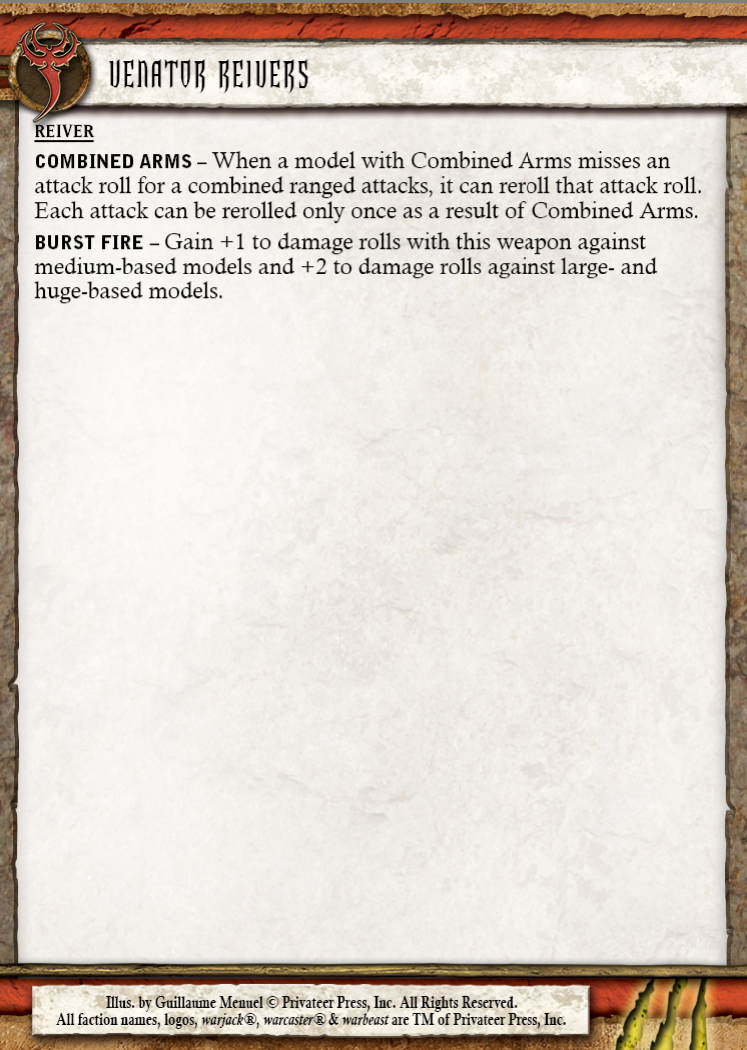 VENATOR REIVERS
REIVER
COMBINED ARMS – When a model with Combined Arms misses an
attack roll for a combined ranged attacks, it can reroll that attack roll.
Each attack can be rerolled only once as a result of Combined Arms.
BURST FIRE – Gain +1 to damage rolls with this weapon against
medium-based models and +2 to damage rolls against large- and
huge-based models.
Illus. by Guillaume Menuel © Privateer Press, Inc. All Rights Reserved.
All faction names, logos, warjack®, warcaster® & warbeast are TM of Privateer Press, Inc.